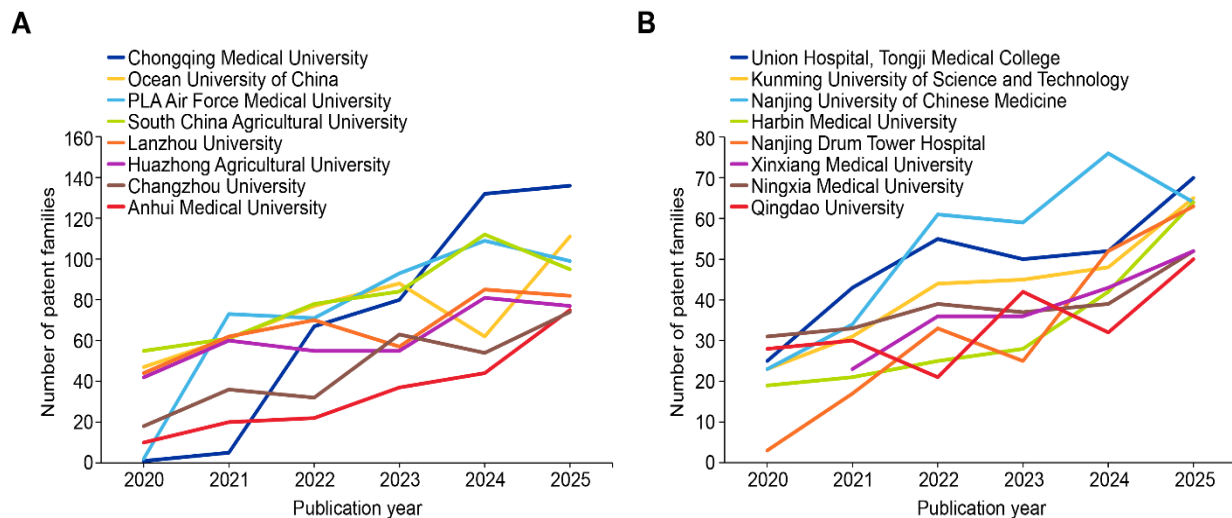 A
Chongqing Medical University
Ocean University of China
PLA Air Force Medical University
South China Agricultural University
Lanzhou University
Huazhong Agricultural University
Changzhou University
Anhui Medical University
Number of patent families
160
140
120
100
80
60
40
20
0
2020 2021 2022 2023 2024 2025
Publication year
B
Union Hospital, Tongji Medical College
Kunming University of Science and Technology
Nanjing University of Chinese Medicine
Harbin Medical University
Nanjing Drum Tower Hospital
Xinxiang Medical University
Ningxia Medical University
Qingdao University
Number of patent families
80
70
60
50
40
30
20
10
0
2020 2021 2022 2023 2024 2025
Publication year